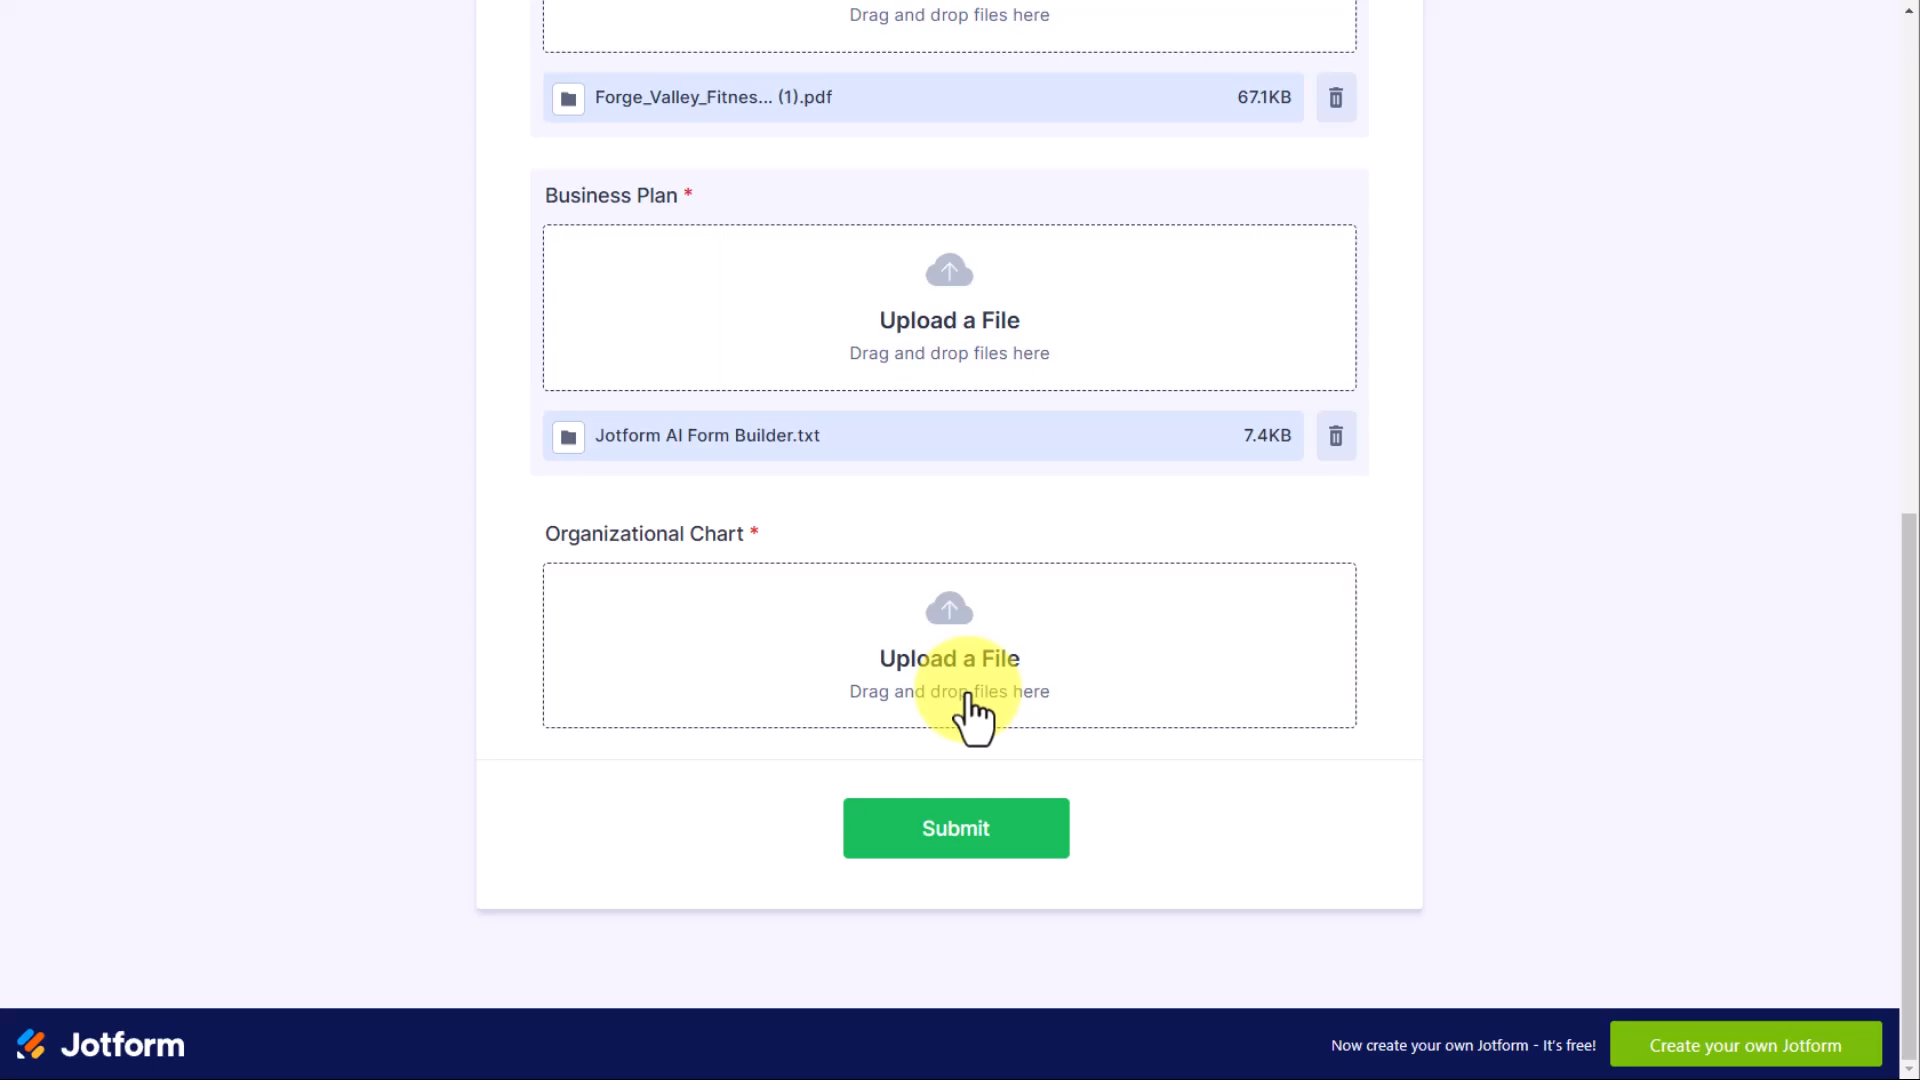 Drag and drop files here
Forge_Valley_Fitnes... (1).pdf 67.1KB
Business Plan *
Upload a File
Drag and drop files here
Jotform AI Form Builder.txt 7.4KB
Organizational Chart *
Upload a File
Drag and drop files here
Submit
Jotform
Now create your own Jotform - It's free!
Create your own Jotform